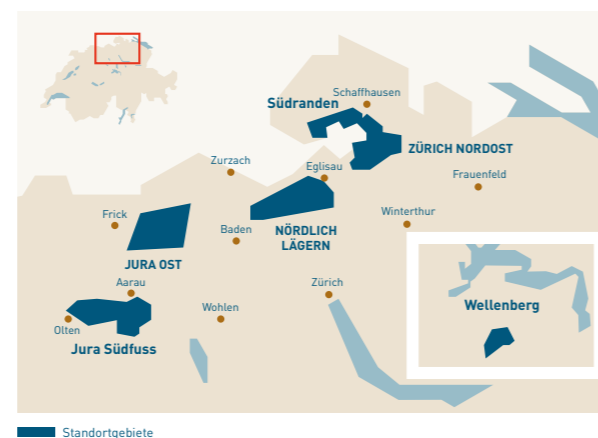 Schaffhausen
Südranden
ZÜRICH NORDOST
Zurzach
Eglisau
Frauenfeld
Frick
Winterthur
Baden
NÖRDLICH
LÄGERN
JURA OST
Aarau
Zürich
Wohlen
Wellenberg
Olten
Jura Südfuss
Standortgebiete